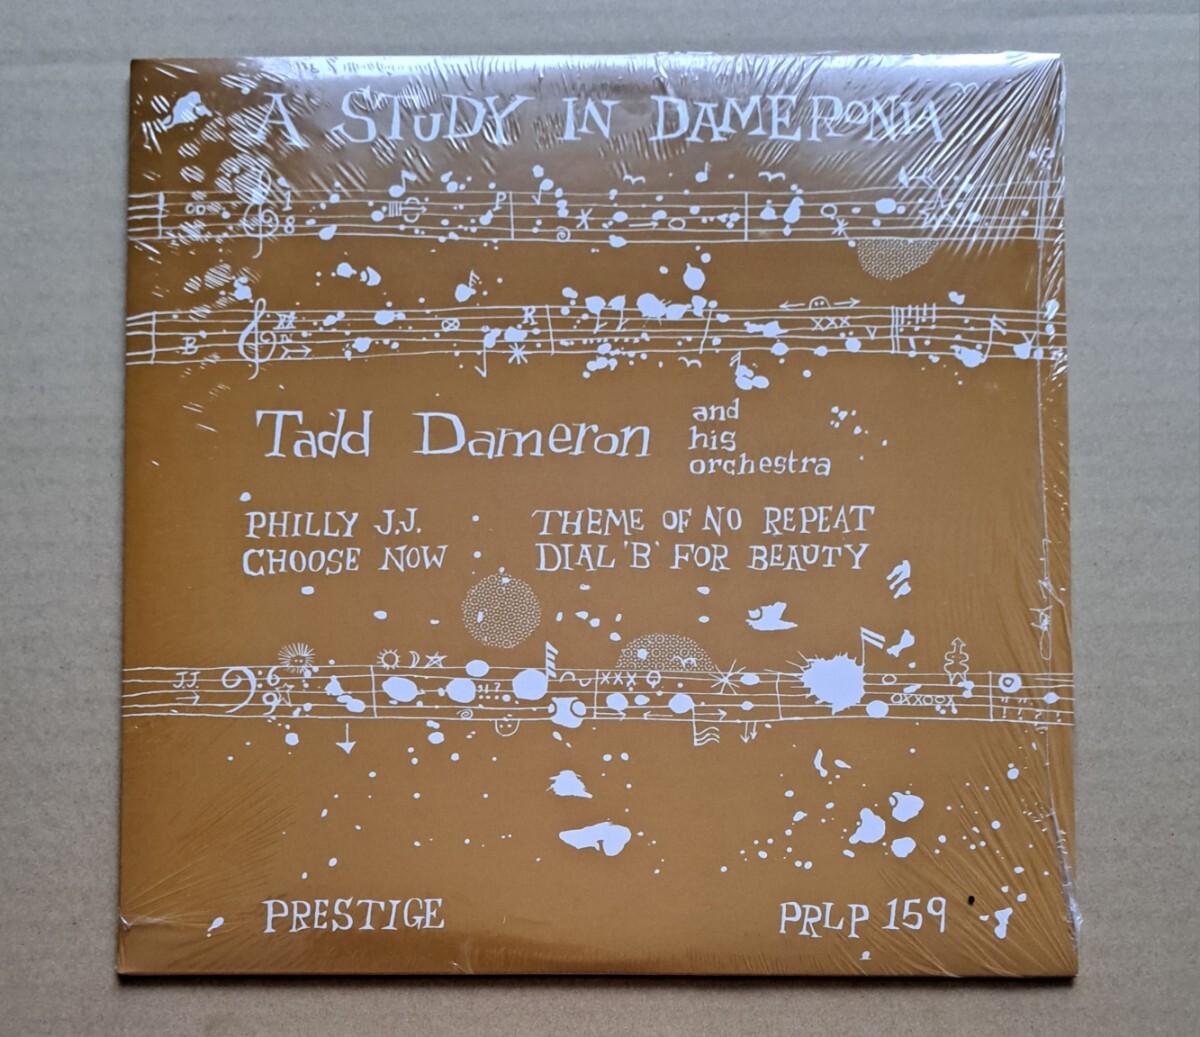 A STUDY IN DAMERONIA
Tadd Dameron
and
his
orchestra
PHILLY J.J.
CHOOSE NOW
THEME OF NO REPEAT
DIAL 'B' FOR BEAUTY
J.J.
PRESTIGE
PRLP 159